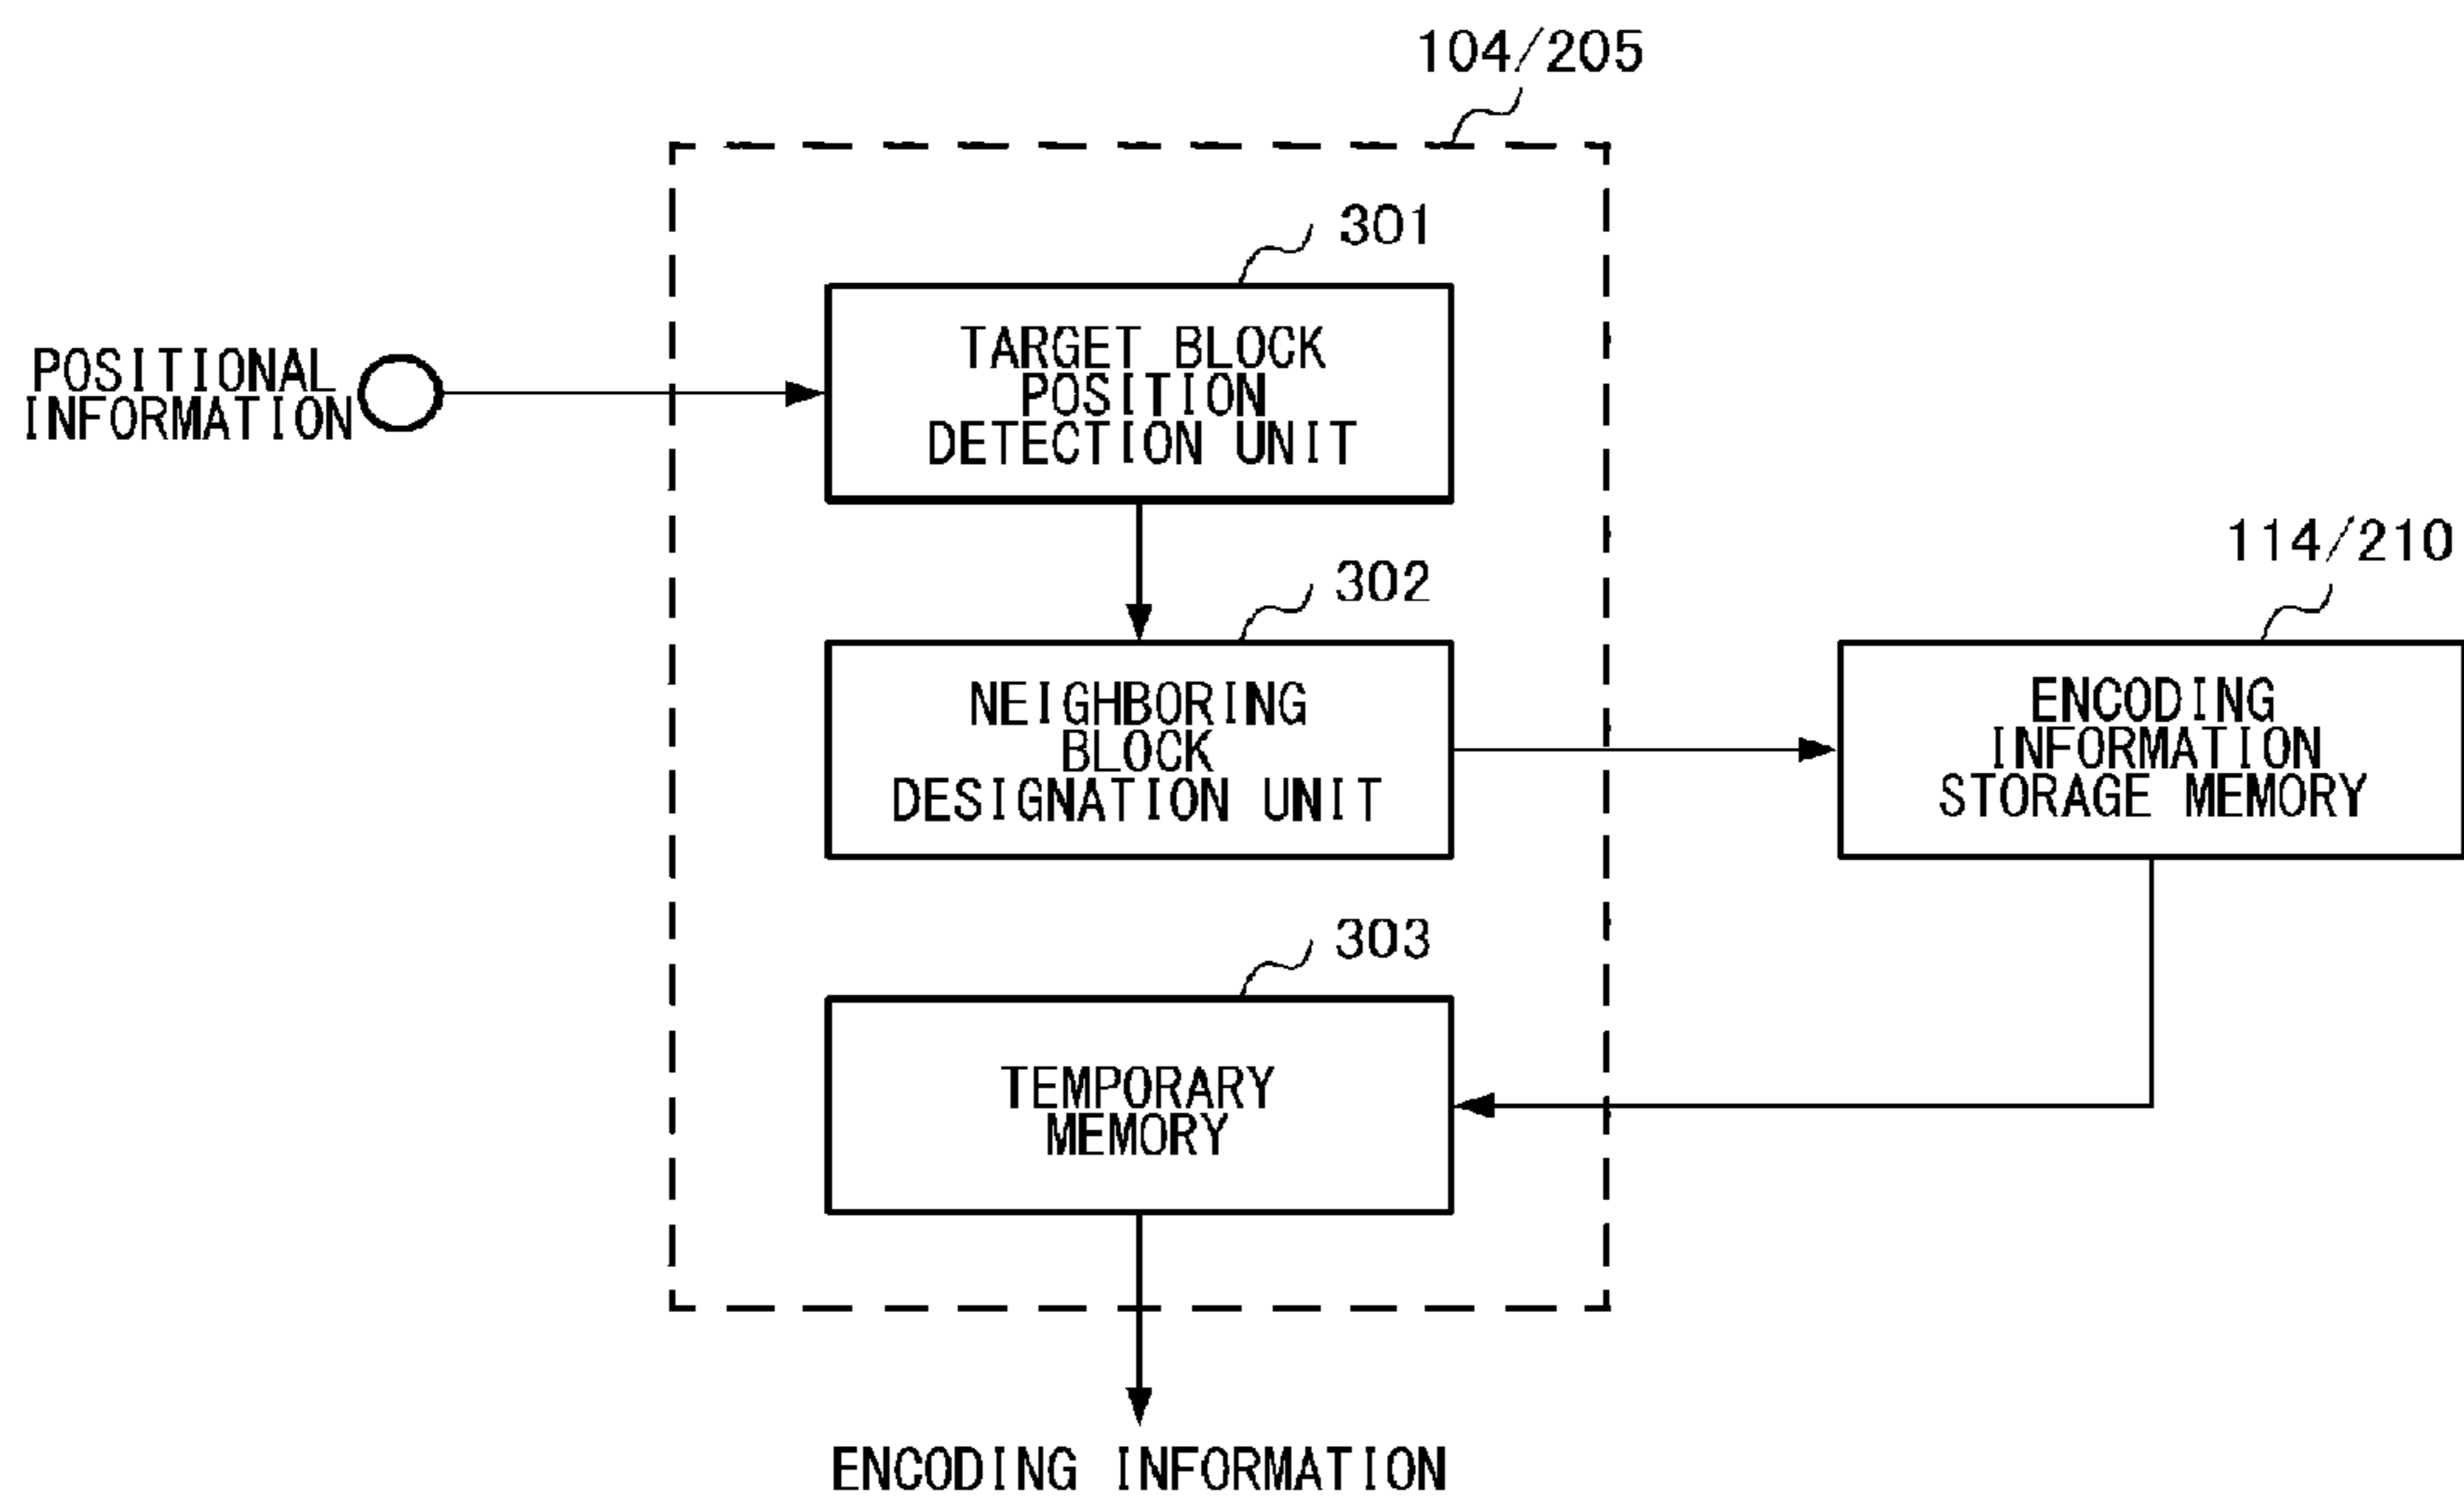 104/205
301
TARGET BLOCK
POSITION
DETECTION UNIT
POSITIONAL
INFORMATION
302
NEIGHBORING
BLOCK
DESIGNATION UNIT
114/210
ENCODING
INFORMATION
STORAGE MEMORY
303
TEMPORARY
MEMORY
ENCODING INFORMATION